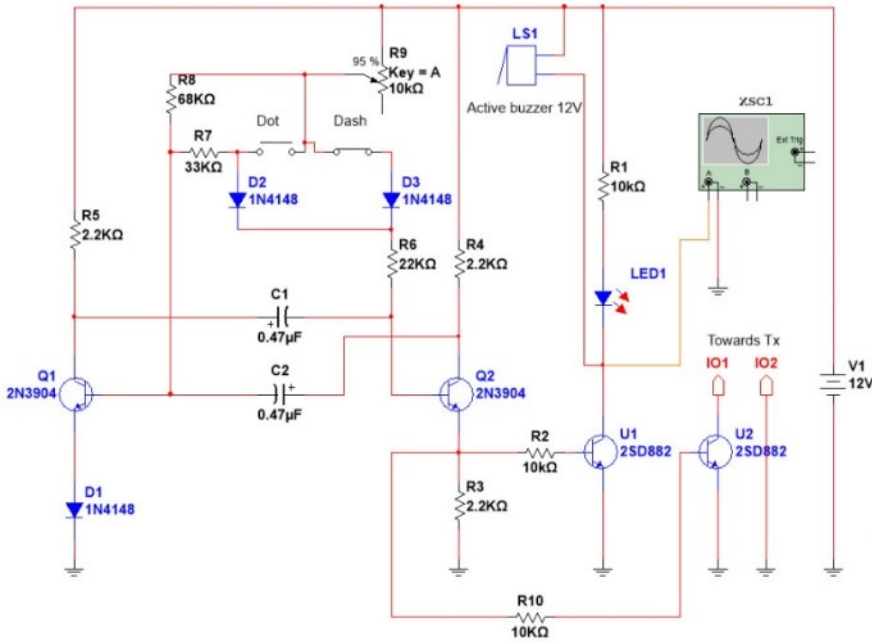 LS1
Active buzzer 12V
95 %
R9
Key = A
10kΩ
R8
68KΩ
Dot
Dash
R7
33KΩ
D2
1N4148
D3
1N4148
XSC1
Ext Trig
A
B
R1
10kΩ
R5
2.2KΩ
R6
22KΩ
R4
2.2KΩ
LED1
C1
0.47µF
C2
0.47µF
Towards Tx
IO1
IO2
V1
12V
Q1
2N3904
Q2
2N3904
U1
2SD882
U2
2SD882
R2
10kΩ
D1
1N4148
R3
2.2KΩ
R10
10KΩ